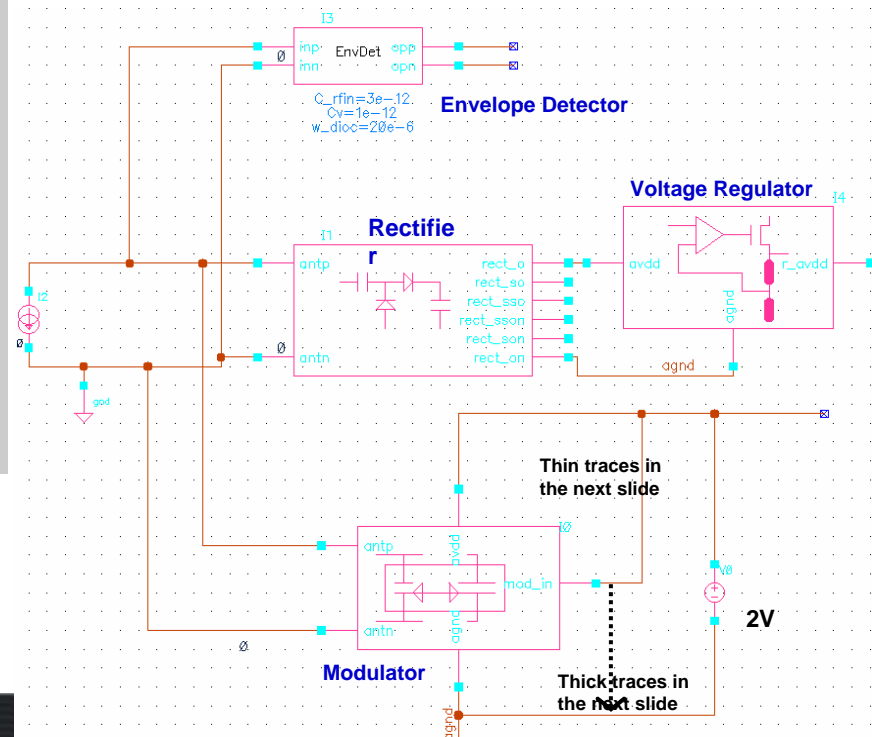 I3
inp
inn
EnvDet
opp
opn
Ø
C_rfin=3e-12
Cv=1e-12
w_dioc=20e-6
Envelope Detector
Voltage Regulator
I4
Rectifie
r
I1
antp
antn
Ø
rect_o
rect_so
rect_sso
rect_sson
rect_son
rect_on
avdd
r_avdd
agnd
agnd
I2
Ø
gnd
Thin traces in
the next slide
I0
antp
avdd
mod_in
antn
agnd
Ø
V0
2V
Modulator
Thick traces in
the next slide
agnd